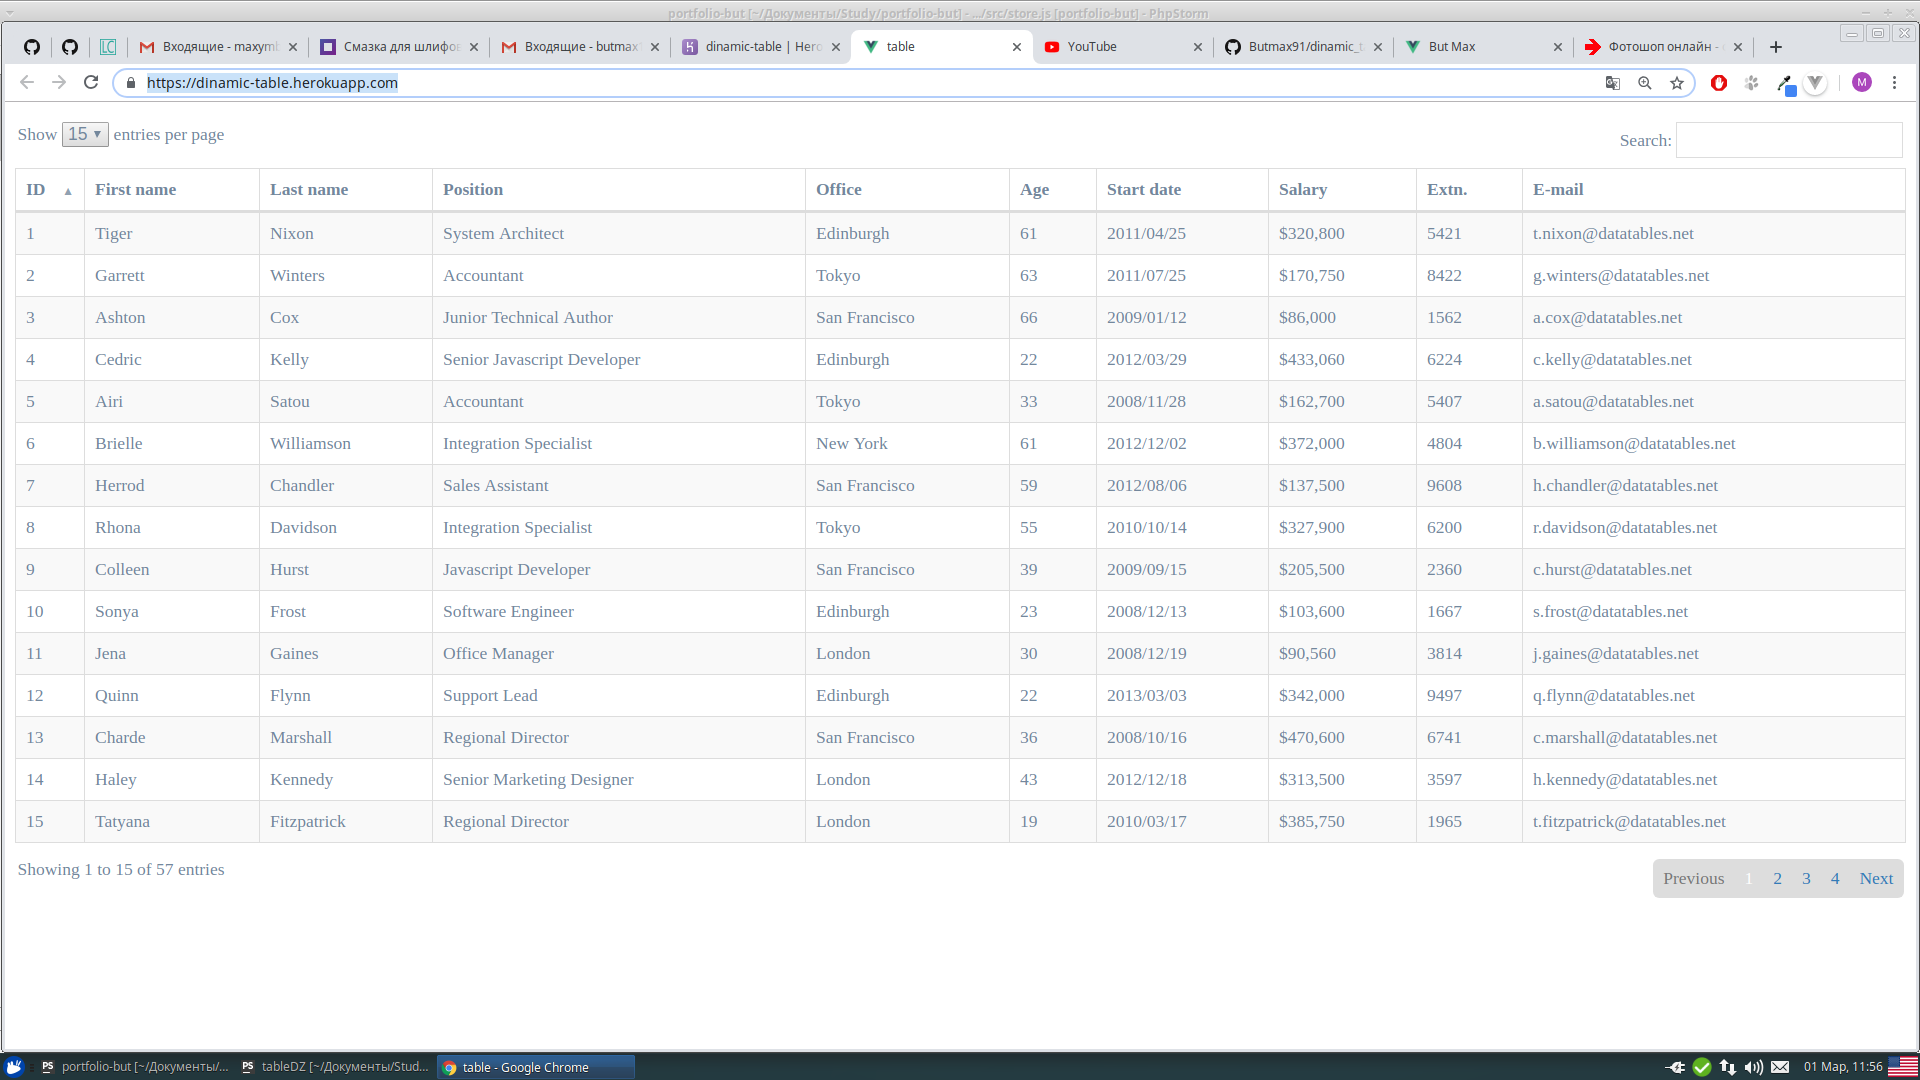 portfolio-but [~/Документы/Study/portfolio-but] - .../src/store.js [portfolio-but] - PhpStorm
LC Входящие - maxym Смазка для шлифо Входящие - butmax dinamic-table | Hero table YouTube Butmax91/dinamic_t But Max Фотошоп онлайн -
https://dinamic-table.herokuapp.com M
Show 15 entries per page Search:
ID First name Last name Position Office Age Start date Salary Extn. E-mail
1 Tiger Nixon System Architect Edinburgh 61 2011/04/25 $320,800 5421 t.nixon@datatables.net
2 Garrett Winters Accountant Tokyo 63 2011/07/25 $170,750 8422 g.winters@datatables.net
3 Ashton Cox Junior Technical Author San Francisco 66 2009/01/12 $86,000 1562 a.cox@datatables.net
4 Cedric Kelly Senior Javascript Developer Edinburgh 22 2012/03/29 $433,060 6224 c.kelly@datatables.net
5 Airi Satou Accountant Tokyo 33 2008/11/28 $162,700 5407 a.satou@datatables.net
6 Brielle Williamson Integration Specialist New York 61 2012/12/02 $372,000 4804 b.williamson@datatables.net
7 Herrod Chandler Sales Assistant San Francisco 59 2012/08/06 $137,500 9608 h.chandler@datatables.net
8 Rhona Davidson Integration Specialist Tokyo 55 2010/10/14 $327,900 6200 r.davidson@datatables.net
9 Colleen Hurst Javascript Developer San Francisco 39 2009/09/15 $205,500 2360 c.hurst@datatables.net
10 Sonya Frost Software Engineer Edinburgh 23 2008/12/13 $103,600 1667 s.frost@datatables.net
11 Jena Gaines Office Manager London 30 2008/12/19 $90,560 3814 j.gaines@datatables.net
12 Quinn Flynn Support Lead Edinburgh 22 2013/03/03 $342,000 9497 q.flynn@datatables.net
13 Charde Marshall Regional Director San Francisco 36 2008/10/16 $470,600 6741 c.marshall@datatables.net
14 Haley Kennedy Senior Marketing Designer London 43 2012/12/18 $313,500 3597 h.kennedy@datatables.net
15 Tatyana Fitzpatrick Regional Director London 19 2010/03/17 $385,750 1965 t.fitzpatrick@datatables.net
Showing 1 to 15 of 57 entries Previous 1 2 3 4 Next
PS portfolio-but [~/Документы/... PS tableDZ [~/Документы/Stud... table - Google Chrome 01 Мар, 11:56